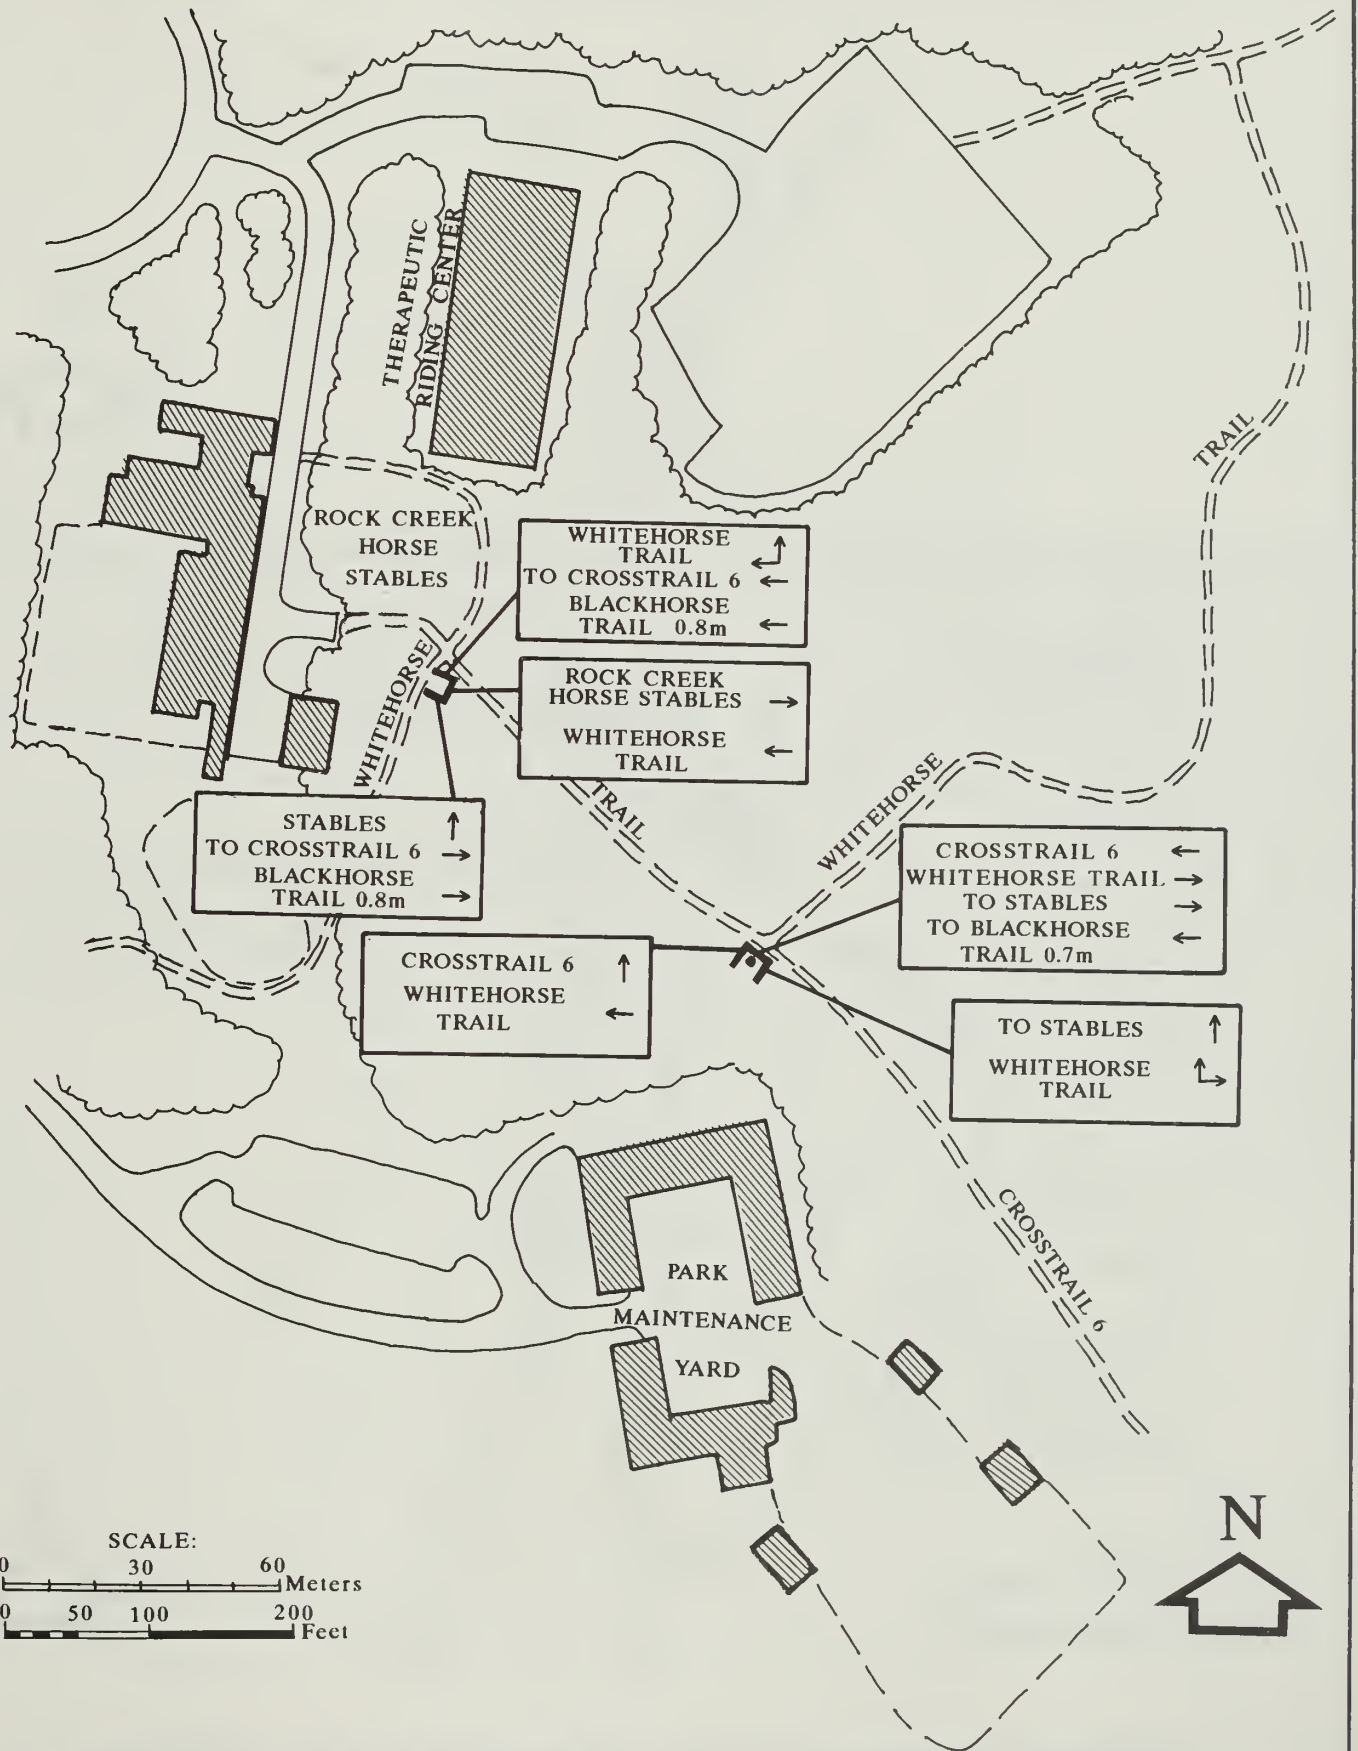 THERAPEUTIC
RIDING CENTER
TRAIL
ROCK CREEK
HORSE
STABLES
WHITEHORSE
TRAIL ↑ ←
TO CROSSTRAIL 6 ←
BLACKHORSE
TRAIL 0.8m ←
ROCK CREEK
HORSE STABLES →
WHITEHORSE
TRAIL ←
WHITEHORSE
TRAIL
WHITEHORSE
STABLES ↑
TO CROSSTRAIL 6 →
BLACKHORSE
TRAIL 0.8m →
CROSSTRAIL 6 ←
WHITEHORSE TRAIL →
TO STABLES →
TO BLACKHORSE ←
TRAIL 0.7m
CROSSTRAIL 6 ↑
WHITEHORSE ←
TRAIL
TO STABLES ↑
WHITEHORSE ↑ →
TRAIL
CROSSTRAIL 6
PARK
MAINTENANCE
YARD
N
SCALE:
0 30 60
Meters
0 50 100 200
Feet